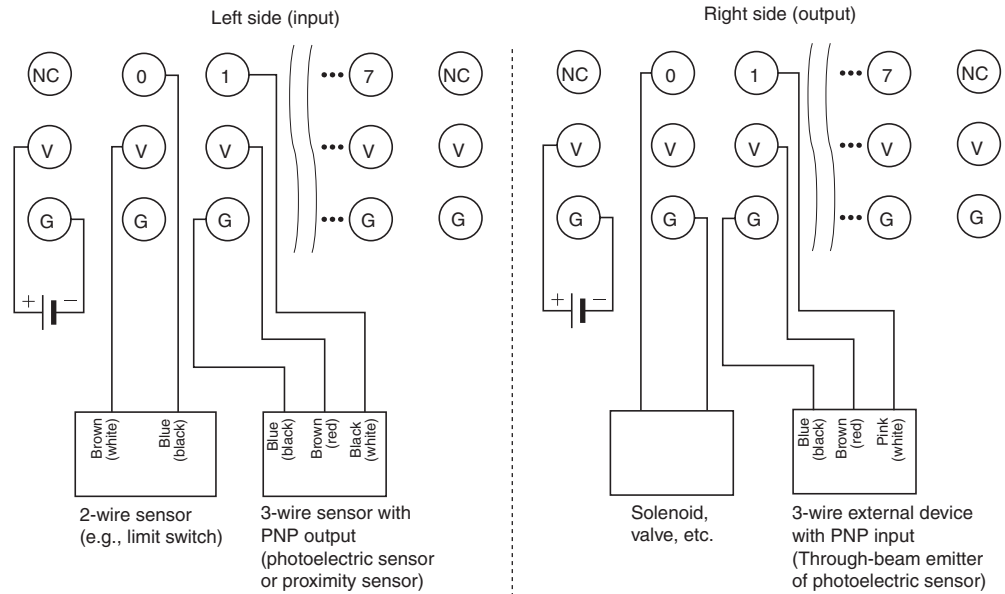 Left side (input)
NC 0 1 ••• 7 NC
V V V ••• V V
G G G ••• G G
+ −
Brown
(white)
Blue
(black)
Blue
(black)
Brown
(red)
Black
(white)
2-wire sensor
(e.g., limit switch)
3-wire sensor with
PNP output
(photoelectric sensor
or proximity sensor)
Right side (output)
NC 0 1 ••• 7 NC
V V V ••• V V
G G G ••• G G
+ −
Blue
(black)
Brown
(red)
Pink
(white)
Solenoid,
valve, etc.
3-wire external device
with PNP input
(Through-beam emitter
of photoelectric sensor)